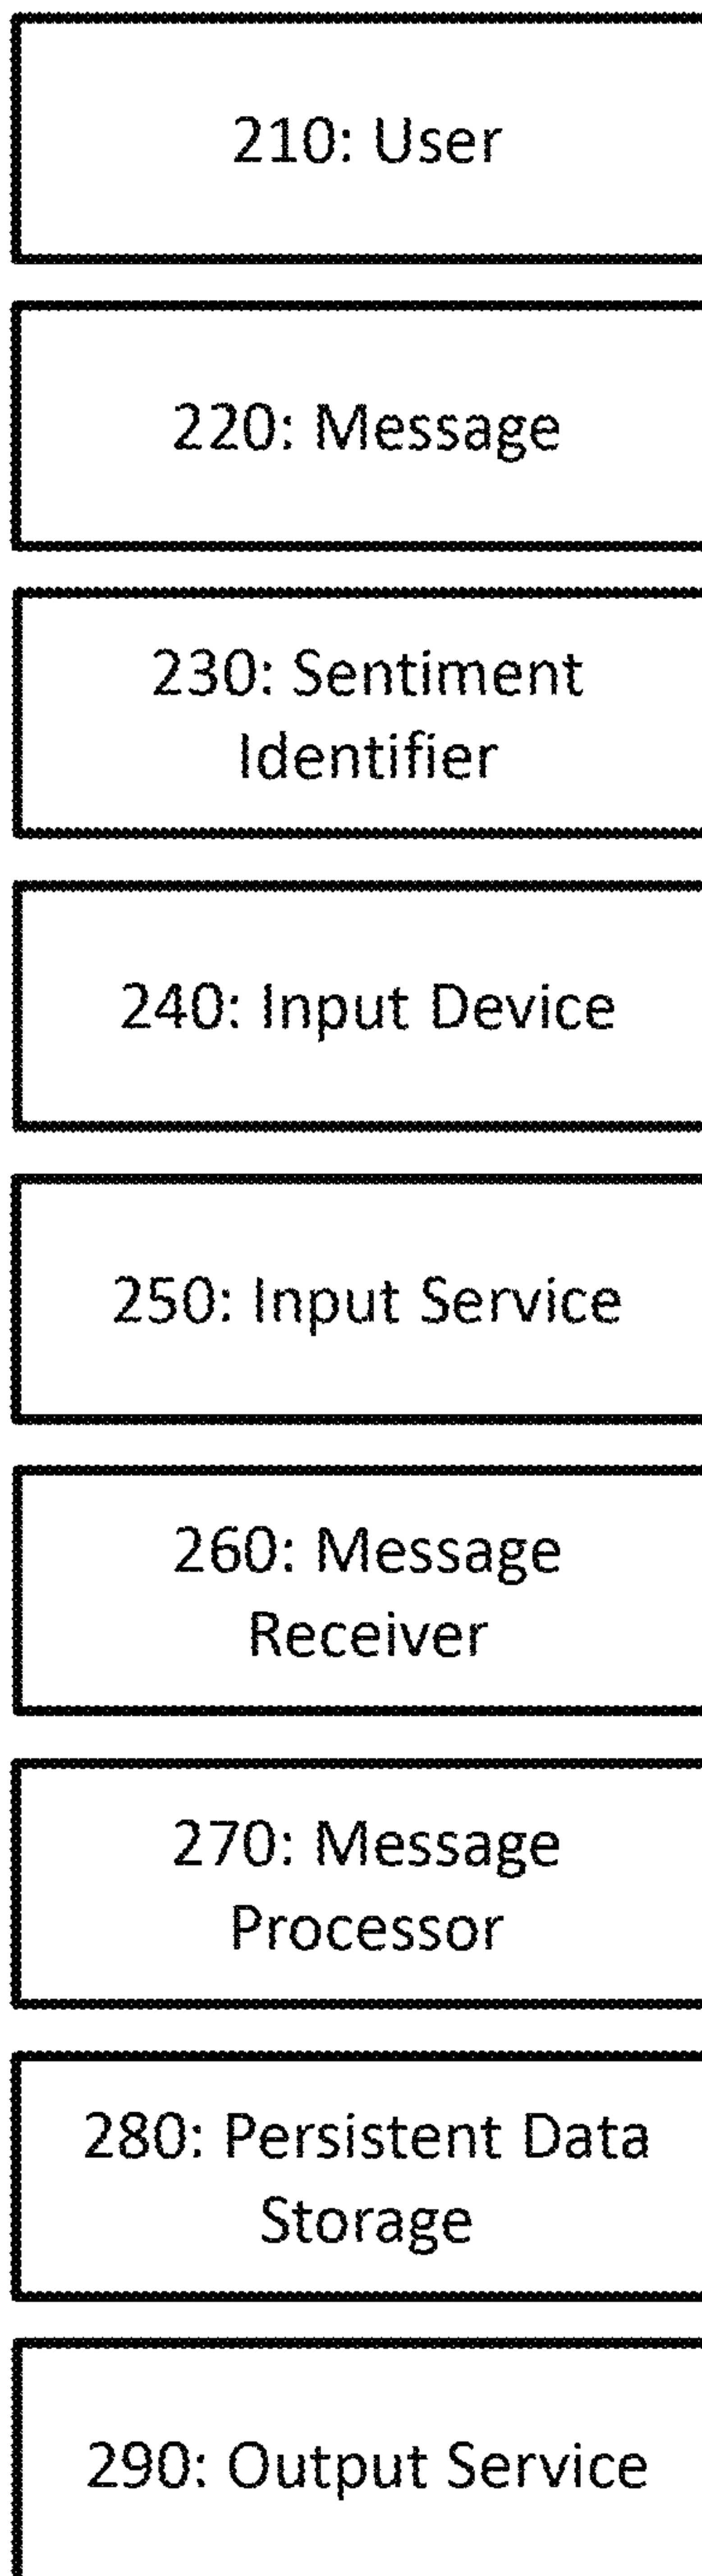 210: User
220: Message
230: Sentiment
Identifier
240: Input Device
250: Input Service
260: Message
Receiver
270: Message
Processor
280: Persistent Data
Storage
290: Output Service